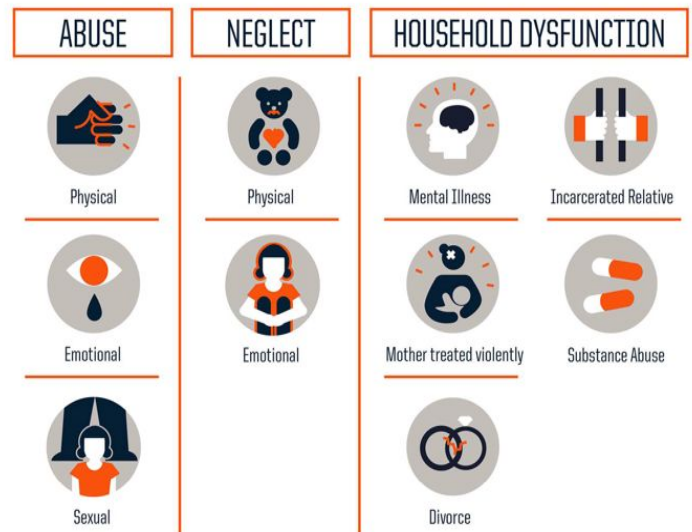 ABUSE
NEGLECT
HOUSEHOLD DYSFUNCTION
Physical
Physical
Mental Illness
Incarcerated Relative
Emotional
Emotional
Mother treated violently
Substance Abuse
Sexual
Divorce